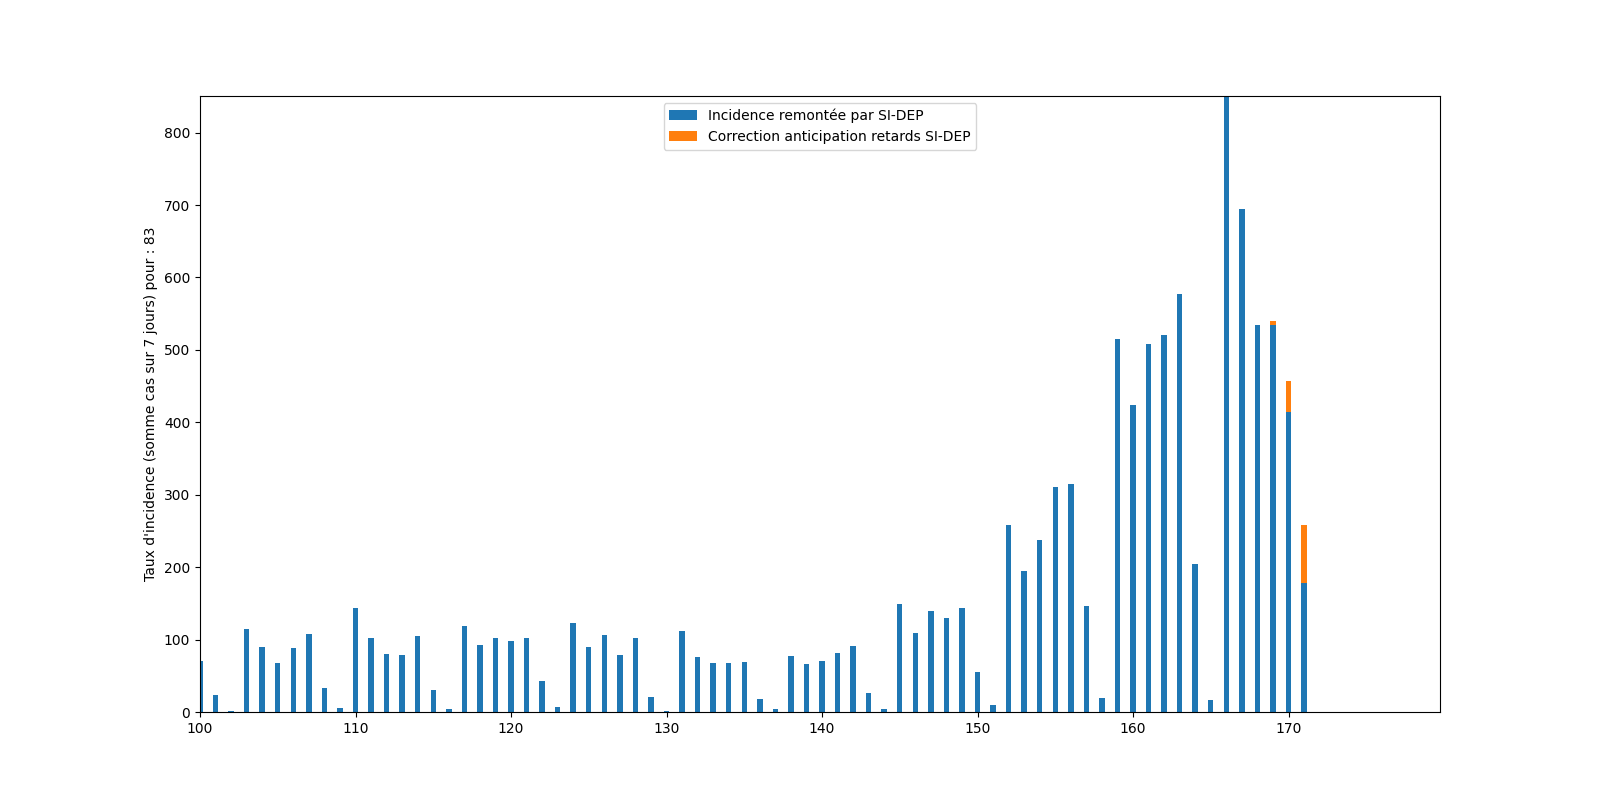 Incidence remontée par SI-DEP
Correction anticipation retards SI-DEP
Taux d'incidence (somme cas sur 7 jours) pour : 83
800
700
600
500
400
300
200
100
0
100 110 120 130 140 150 160 170